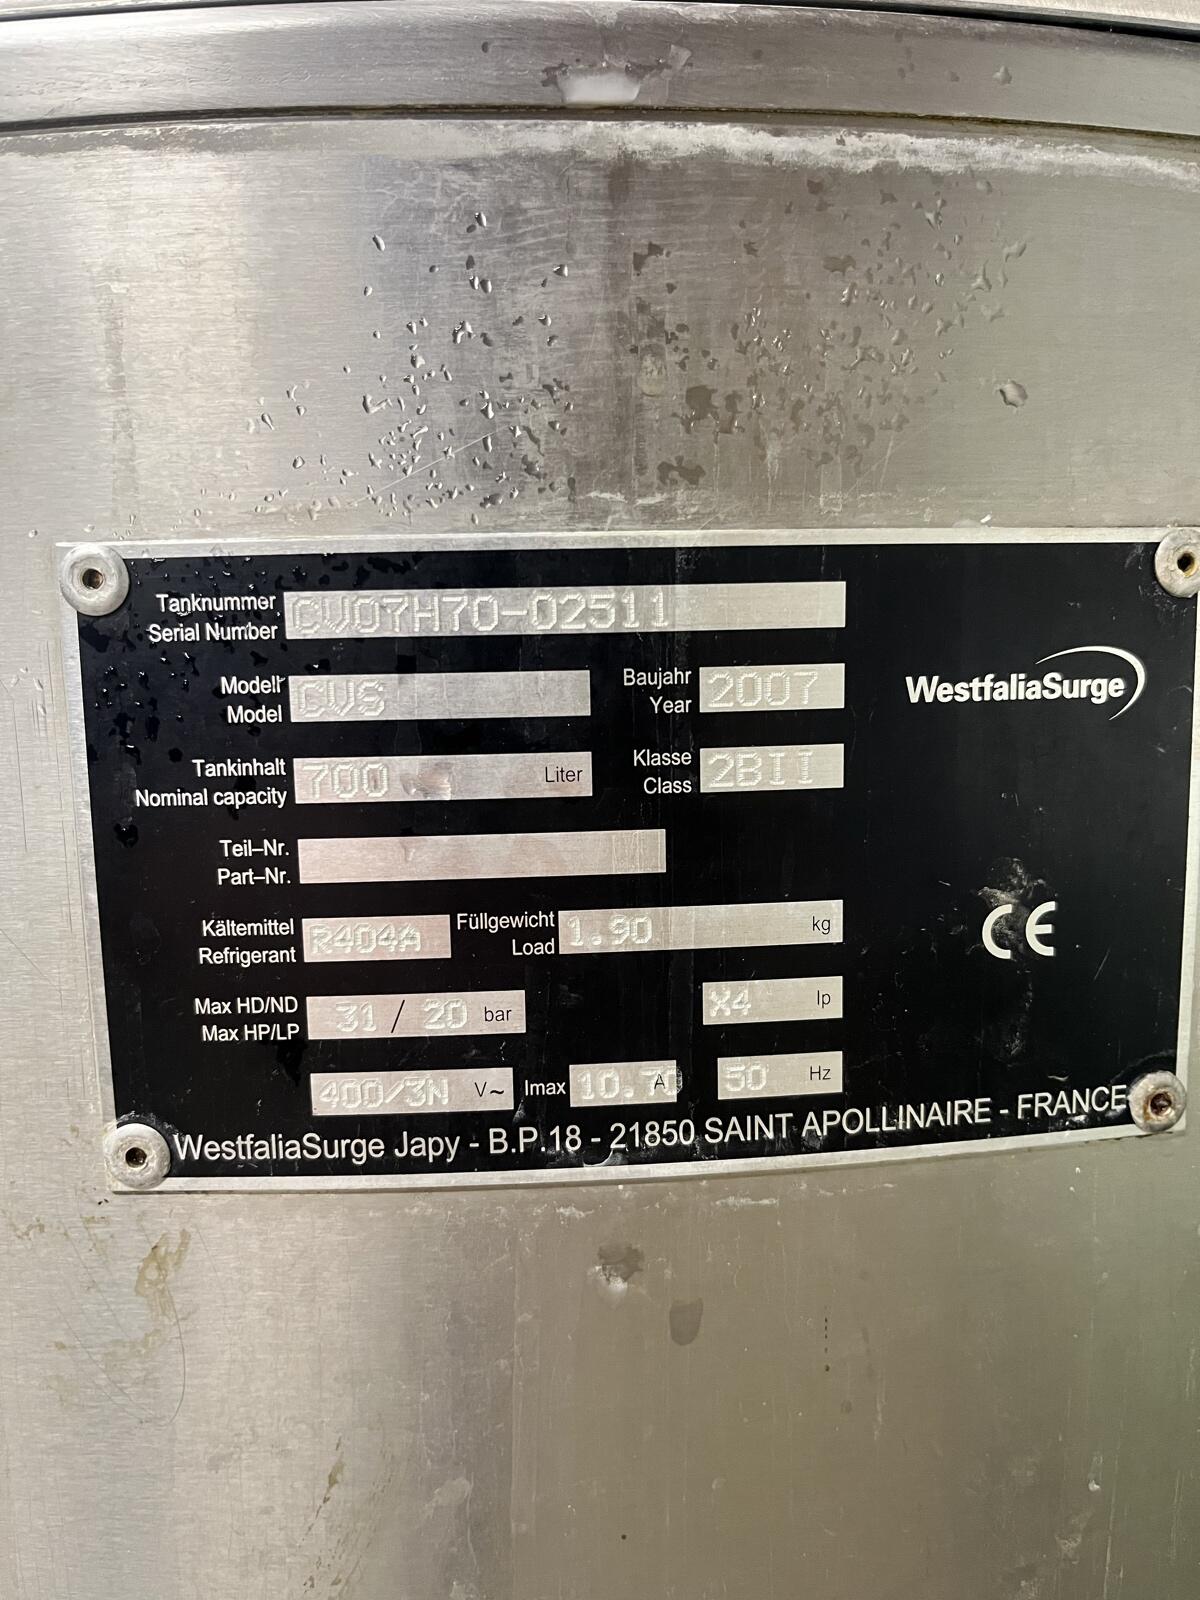 Tanknummer
Serial Number
CV07H70-02511
Modell
Model
CVS
Baujahr
Year
2007
WestfaliaSurge
Tankinhalt
Nominal capacity
700 Liter
Klasse
Class
2BII
Teil–Nr.
Part–Nr.
Kältemittel
Refrigerant
R404A
Füllgewicht
Load
1.90 kg
CE
Max HD/ND
Max HP/LP
31 / 20 bar
X4 Ip
400/3N V~
Imax 10.70 A
50 Hz
WestfaliaSurge Japy - B.P.18 - 21850 SAINT APOLLINAIRE - FRANCE